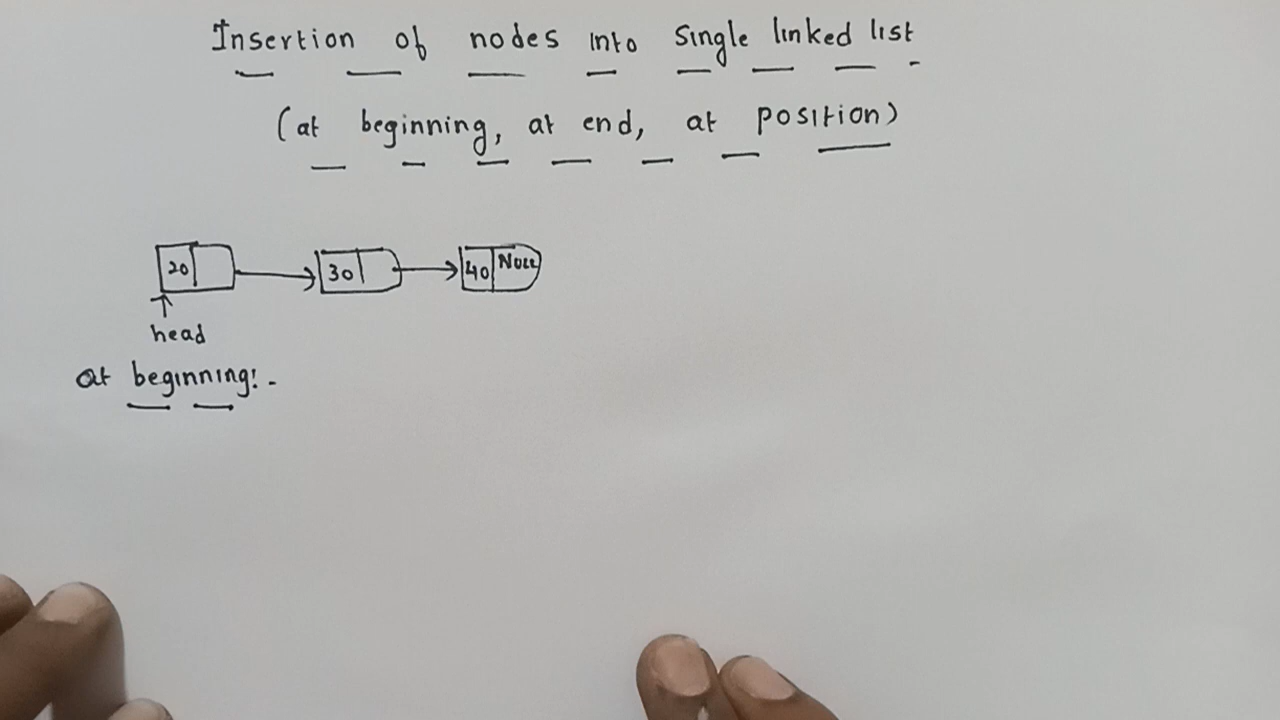 Insertion of nodes into single linked list
(at beginning, at end, at position)
20 30 40 NULL
head
at beginning:-